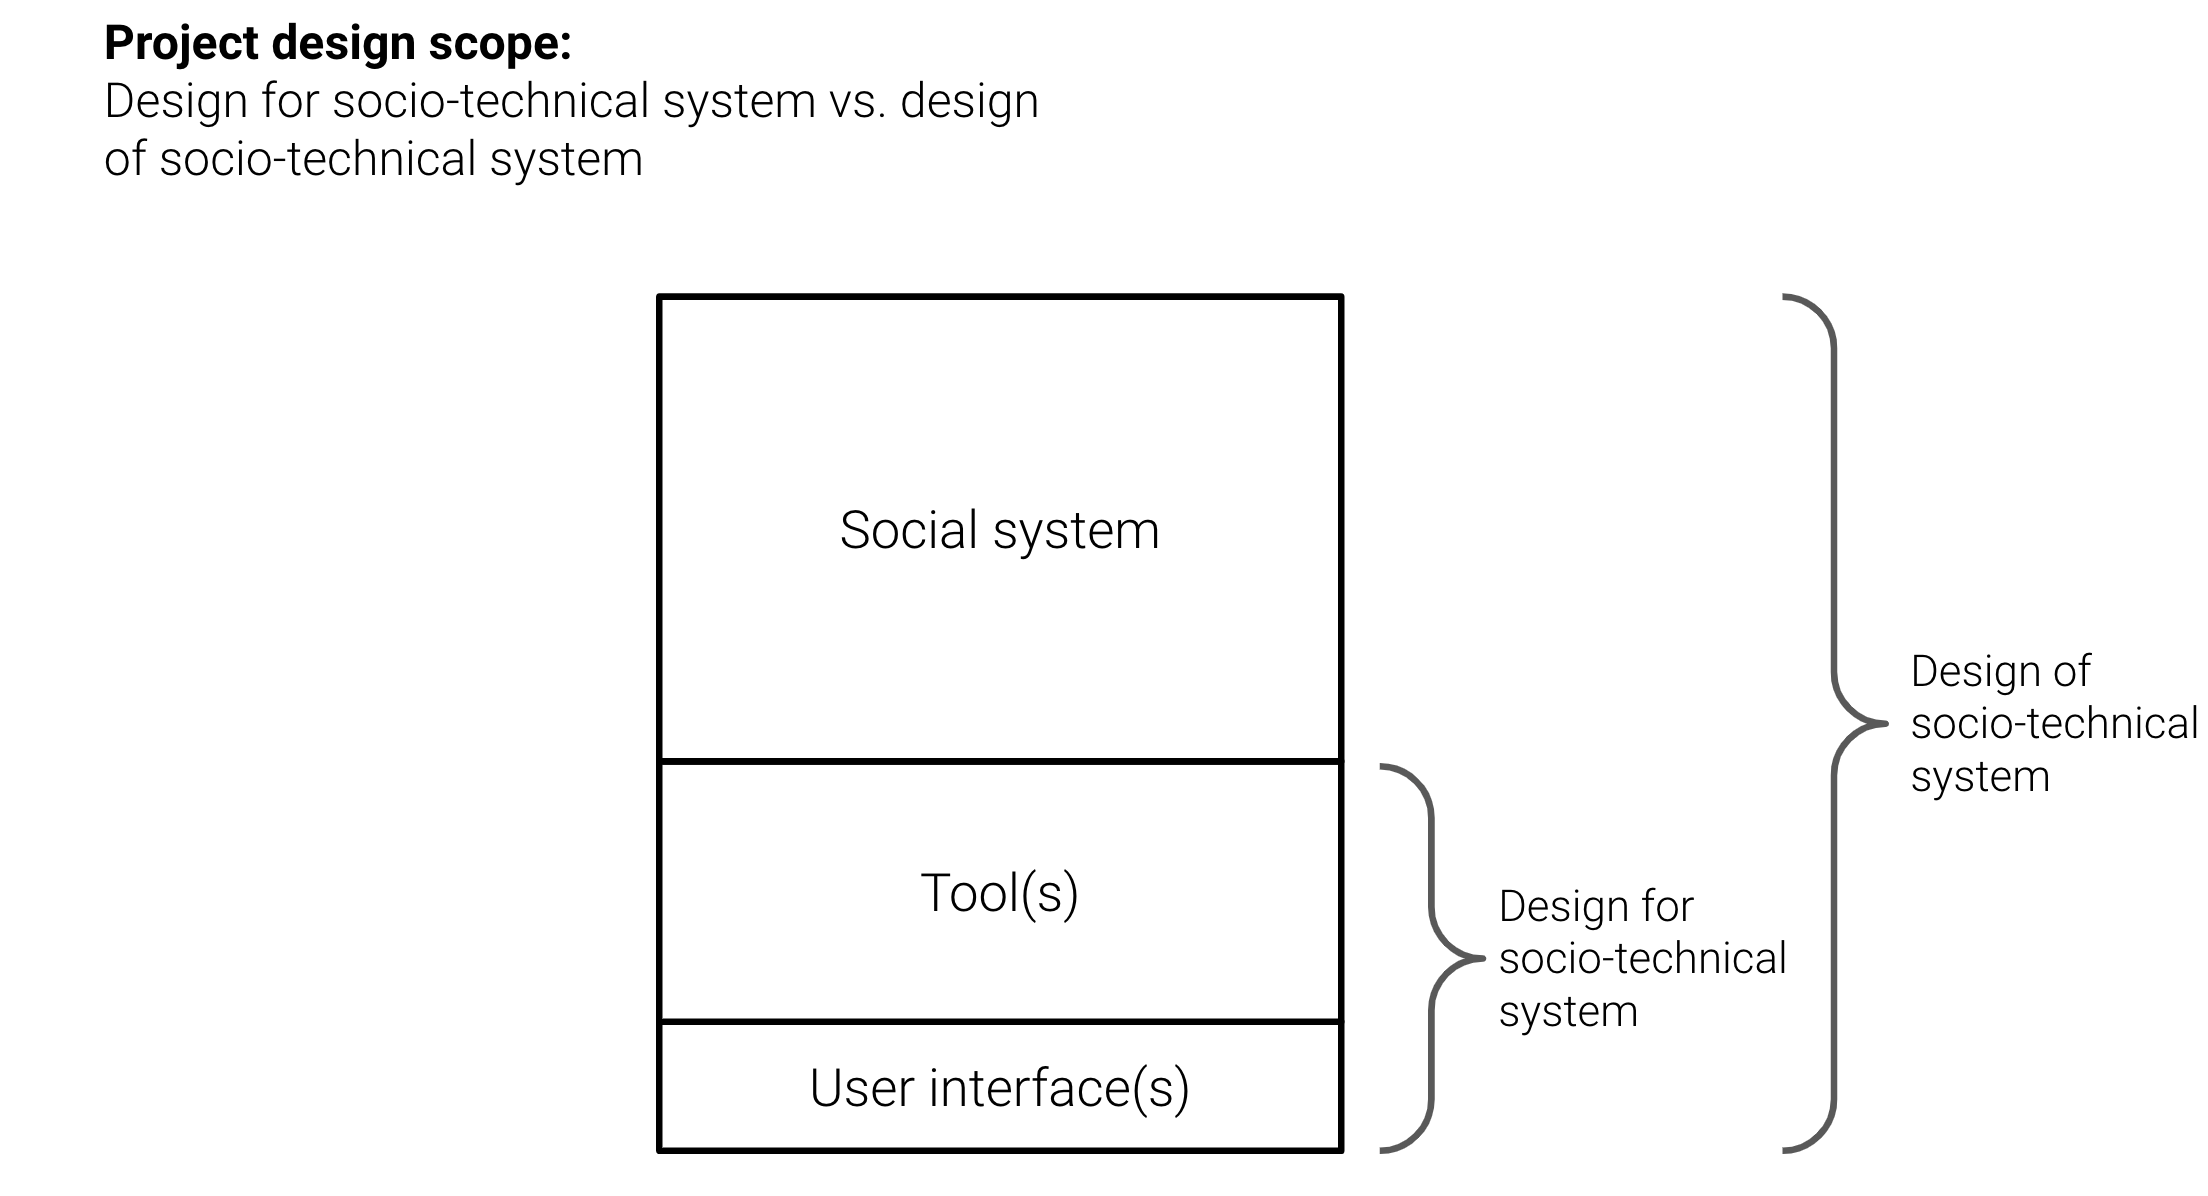 Project design scope:
Design for socio-technical system vs. design
of socio-technical system
Social system
Design of
socio-technical
system
Tool(s)
Design for
socio-technical
system
User interface(s)